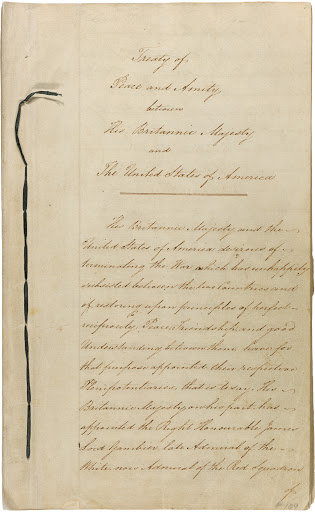 Treaty of
Peace and Amity
between
His Britannic Majesty
and
The United States of America
His Britannic Majesty and the
United States of America desirous of
terminating the War which has unhappily
subsisted between the two Countries and
of restoring upon principles of perfect
reciprocity, Peace, Friendship and good
Understanding between them, have for
that purpose appointed their respective
Plenipotentiaries, that is to say, His
Britannic Majesty on his part has
appointed the Right Honourable James
Lord Gambier late Admiral of the
White now Admiral of the Red Squadron
of